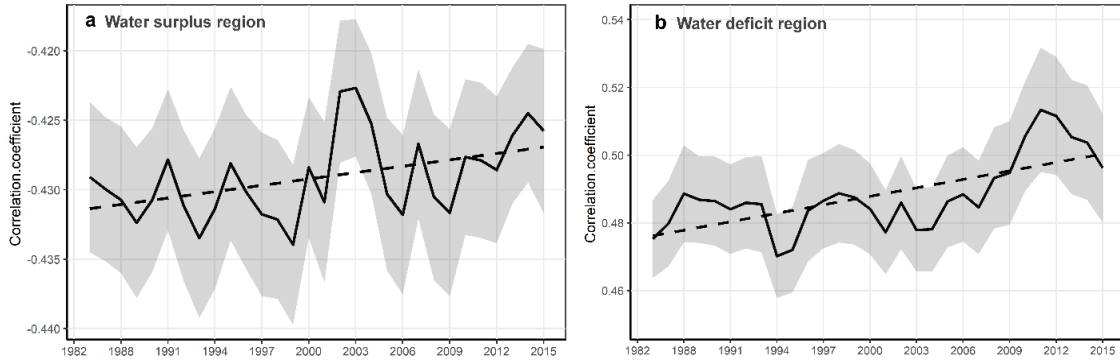 a Water surplus region
Correlation.coefficient
-0.420
-0.425
-0.430
-0.435
-0.440
1982 1988 1991 1994 1997 2000 2003 2006 2009 2012 2015
b Water deficit region
Correlation.coefficient
0.54
0.52
0.50
0.48
0.46
1982 1988 1991 1994 1997 2000 2003 2006 2009 2012 2015